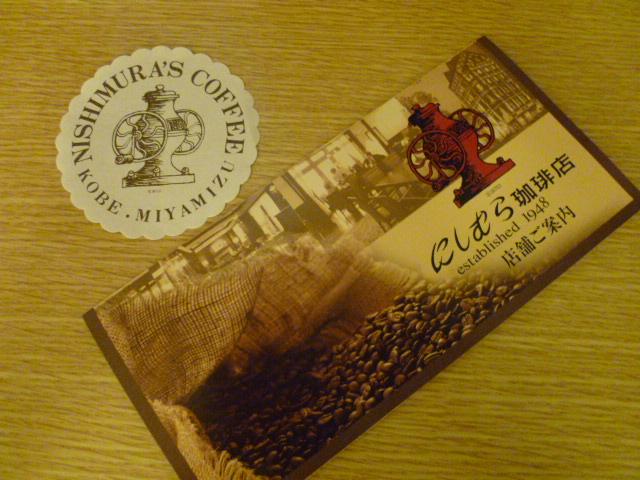 NISHIMURA'S COFFEE
KOBE. MIYAMIZU
にしむら珈琲店
established 1948
店舗ご案内